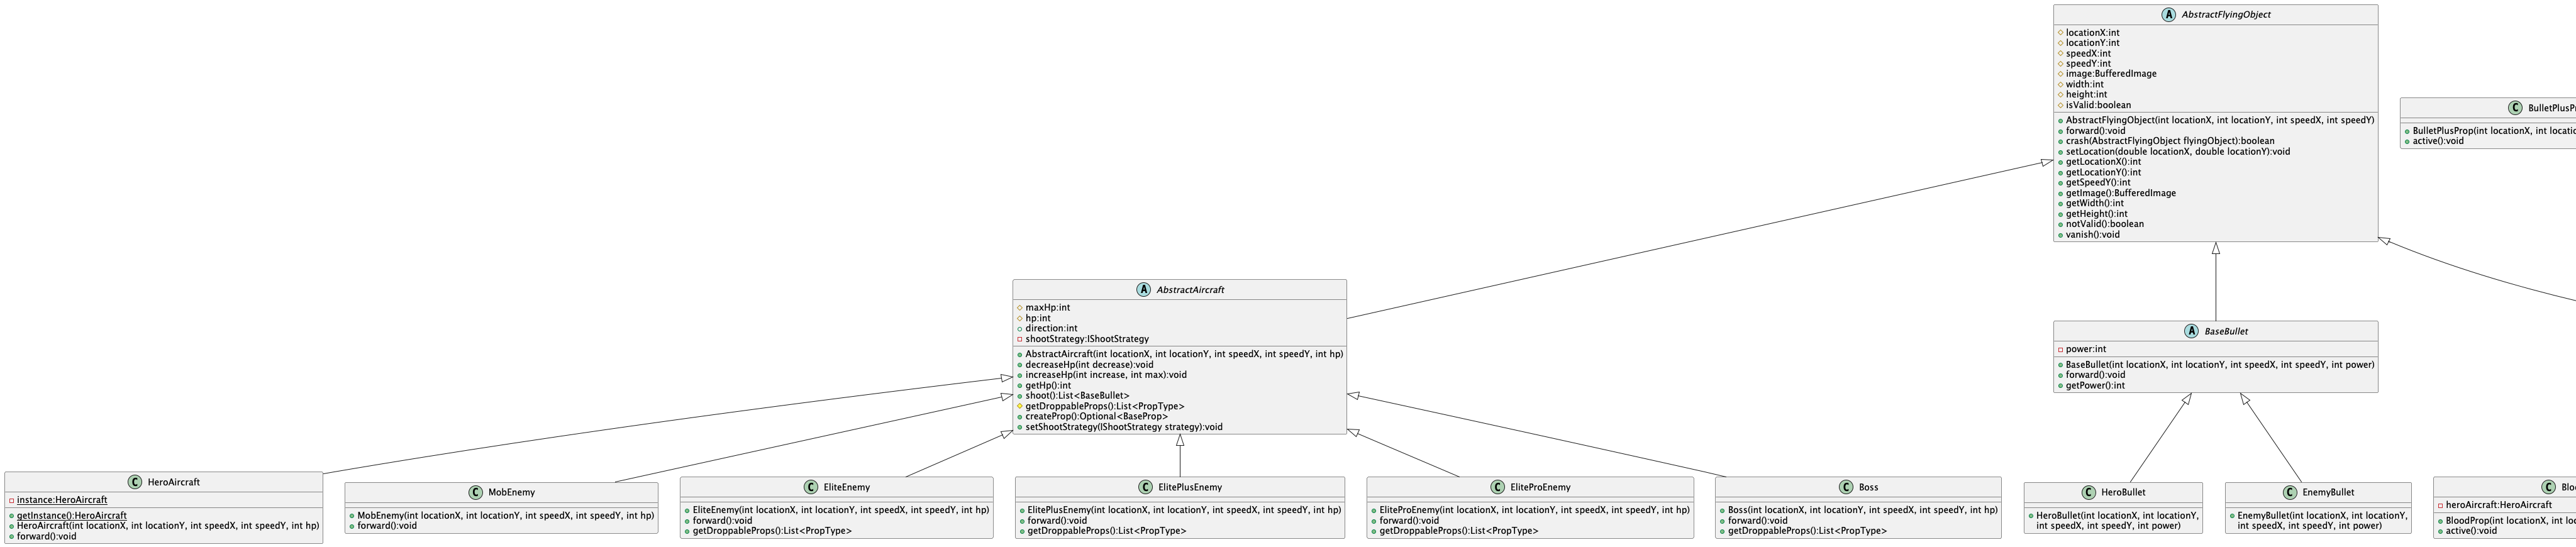 A AbstractFlyingObject
locationX:int
locationY:int
speedX:int
speedY:int
image:BufferedImage
width:int
height:int
isValid:boolean
AbstractFlyingObject(int locationX, int locationY, int speedX, int speedY)
forward():void
crash(AbstractFlyingObject flyingObject):boolean
setLocation(double locationX, double locationY):void
getLocationX():int
getLocationY():int
getSpeedY():int
getImage():BufferedImage
getWidth():int
getHeight():int
notValid():boolean
vanish():void
C BulletPlusP
BulletPlusProp(int locationX, int locatio
active():void
A AbstractAircraft
maxHp:int
hp:int
direction:int
shootStrategy:IShootStrategy
AbstractAircraft(int locationX, int locationY, int speedX, int speedY, int hp)
decreaseHp(int decrease):void
increaseHp(int increase, int max):void
getHp():int
shoot():List<BaseBullet>
getDroppableProps():List<PropType>
createProp():Optional<BaseProp>
setShootStrategy(IShootStrategy strategy):void
A BaseBullet
power:int
BaseBullet(int locationX, int locationY, int speedX, int speedY, int power)
forward():void
getPower():int
C HeroAircraft
instance:HeroAircraft
getInstance():HeroAircraft
HeroAircraft(int locationX, int locationY, int speedX, int speedY, int hp)
forward():void
C MobEnemy
MobEnemy(int locationX, int locationY, int speedX, int speedY, int hp)
forward():void
C EliteEnemy
EliteEnemy(int locationX, int locationY, int speedX, int speedY, int hp)
forward():void
getDroppableProps():List<PropType>
C ElitePlusEnemy
ElitePlusEnemy(int locationX, int locationY, int speedX, int speedY, int hp)
forward():void
getDroppableProps():List<PropType>
C EliteProEnemy
EliteProEnemy(int locationX, int locationY, int speedX, int speedY, int hp)
forward():void
getDroppableProps():List<PropType>
C Boss
Boss(int locationX, int locationY, int speedX, int speedY, int hp)
forward():void
getDroppableProps():List<PropType>
C HeroBullet
HeroBullet(int locationX, int locationY,
int speedX, int speedY, int power)
C EnemyBullet
EnemyBullet(int locationX, int locationY,
int speedX, int speedY, int power)
C Bloo
heroAircraft:HeroAircraft
BloodProp(int locationX, int loc
active():void